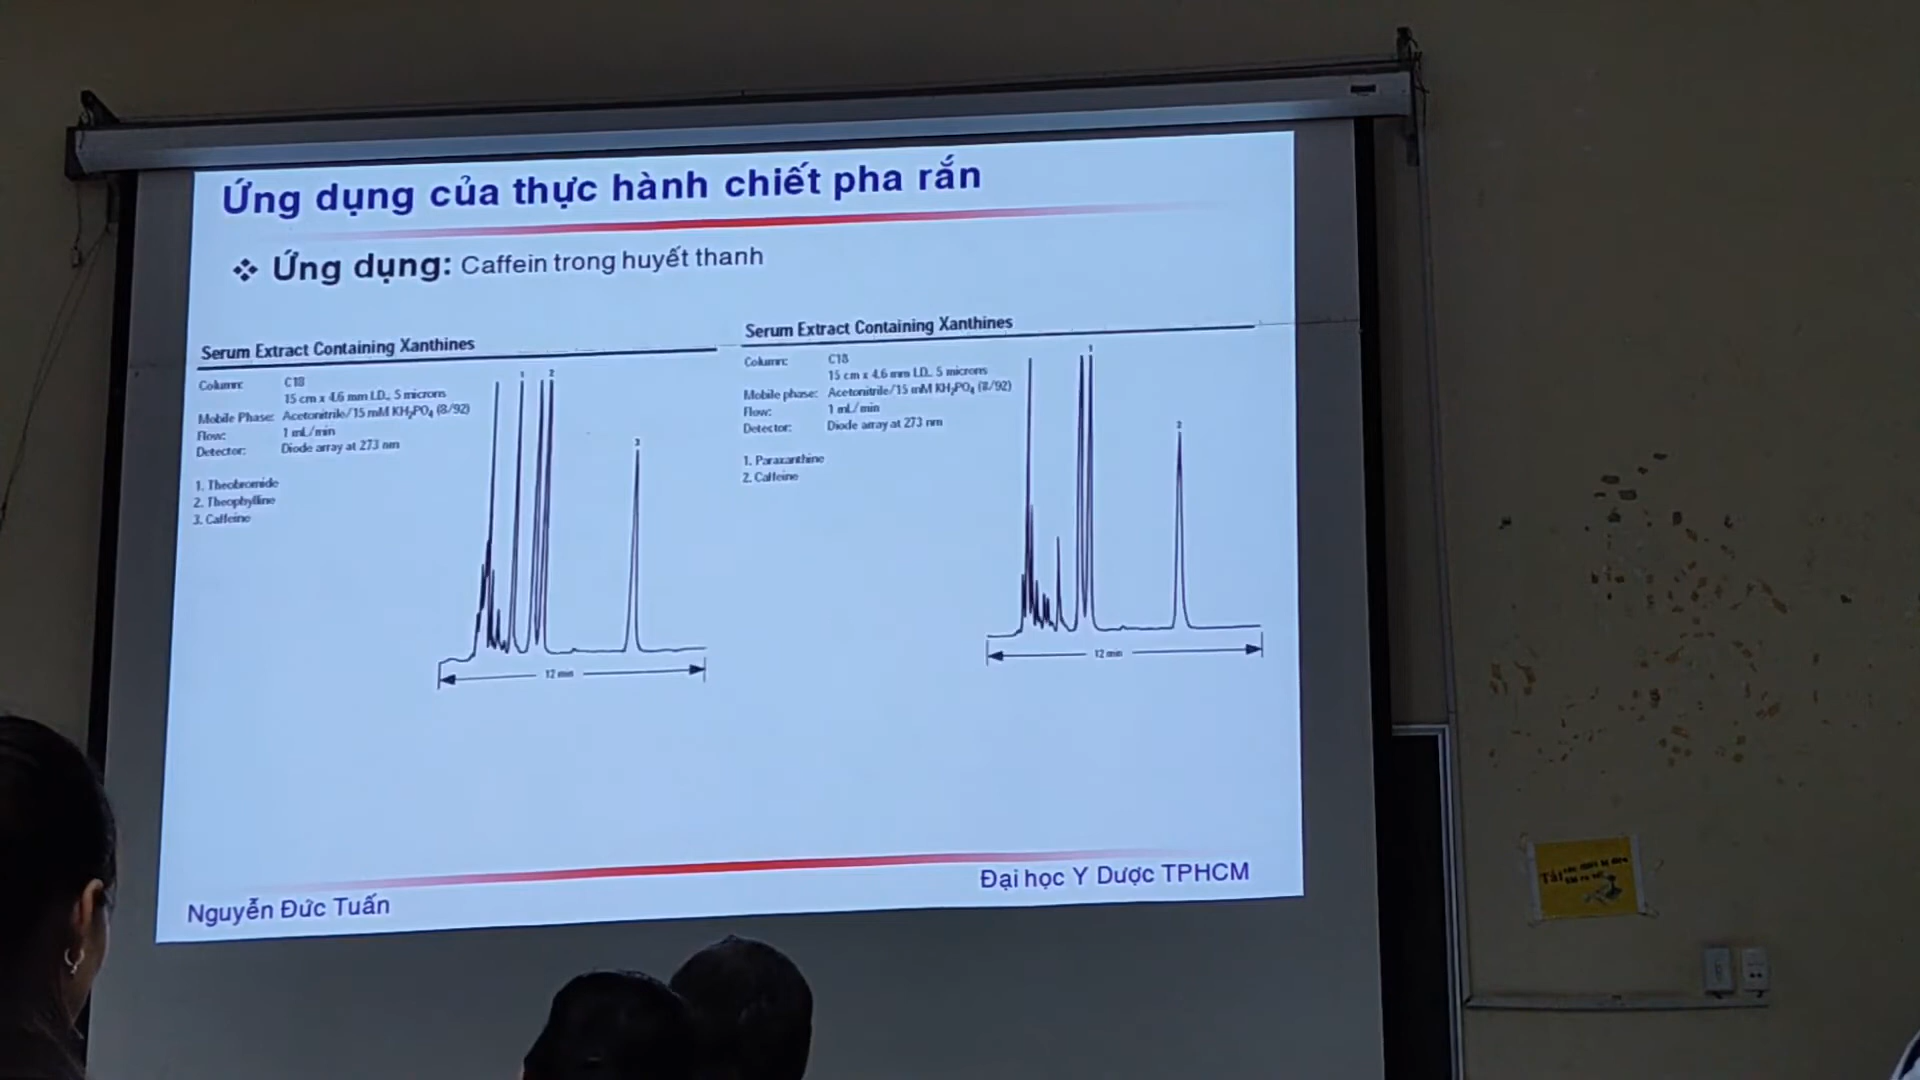 Ứng dụng của thực hành chiết pha rắn
❖ Ứng dụng: Caffein trong huyết thanh
Serum Extract Containing Xanthines
Column: C18
15 cm x 4.6 mm I.D., 5 microns
Mobile Phase: Acetonitrile/15 mM KH₂PO₄ (8/92)
Flow: 1 mL/min
Detector: Diode array at 273 nm
1. Theobromide
2. Theophylline
3. Caffeine
1
2
3
12 min
Serum Extract Containing Xanthines
Column: C18
15 cm x 4.6 mm I.D.. 5 microns
Mobile phase: Acetonitrile/15 mM KH₂PO₄ (8/92)
Flow: 1 mL/min
Detector: Diode array at 273 nm
1. Paraxanthine
2. Caffeine
1
2
12 min
Nguyễn Đức Tuấn
Đại học Y Dược TPHCM